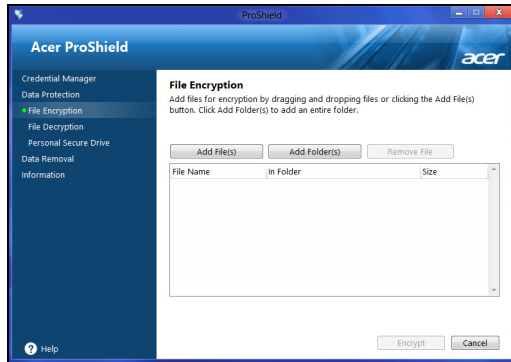 ProShield
Acer ProShield
acer
Credential Manager
Data Protection
File Encryption
File Decryption
Personal Secure Drive
Data Removal
Information
File Encryption
Add files for encryption by dragging and dropping files or clicking the Add File(s)
button. Click Add Folder(s) to add an entire folder.
Add File(s) Add Folder(s) Remove File
File Name In Folder Size
Encrypt Cancel
? Help